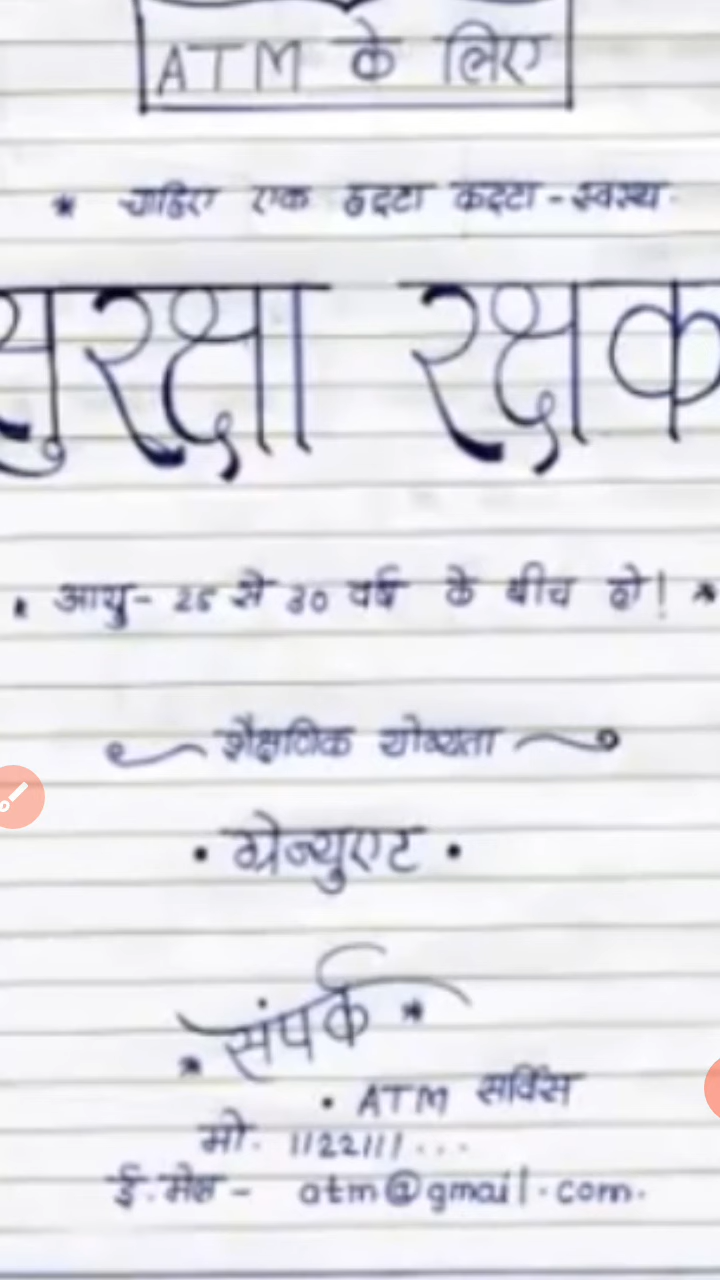 ATM के लिए
* चाहिए एक हट्टा कट्टा - स्वस्थ
सुरक्षा रक्षक
* आयु - 25 से 30 वर्ष के बीच हो! *
शैक्षणिक योग्यता
• ग्रेज्युएट •
* संपर्क *
• ATM सर्विस
मो. 1122111...
ई.मेल - atm@gmail.com.